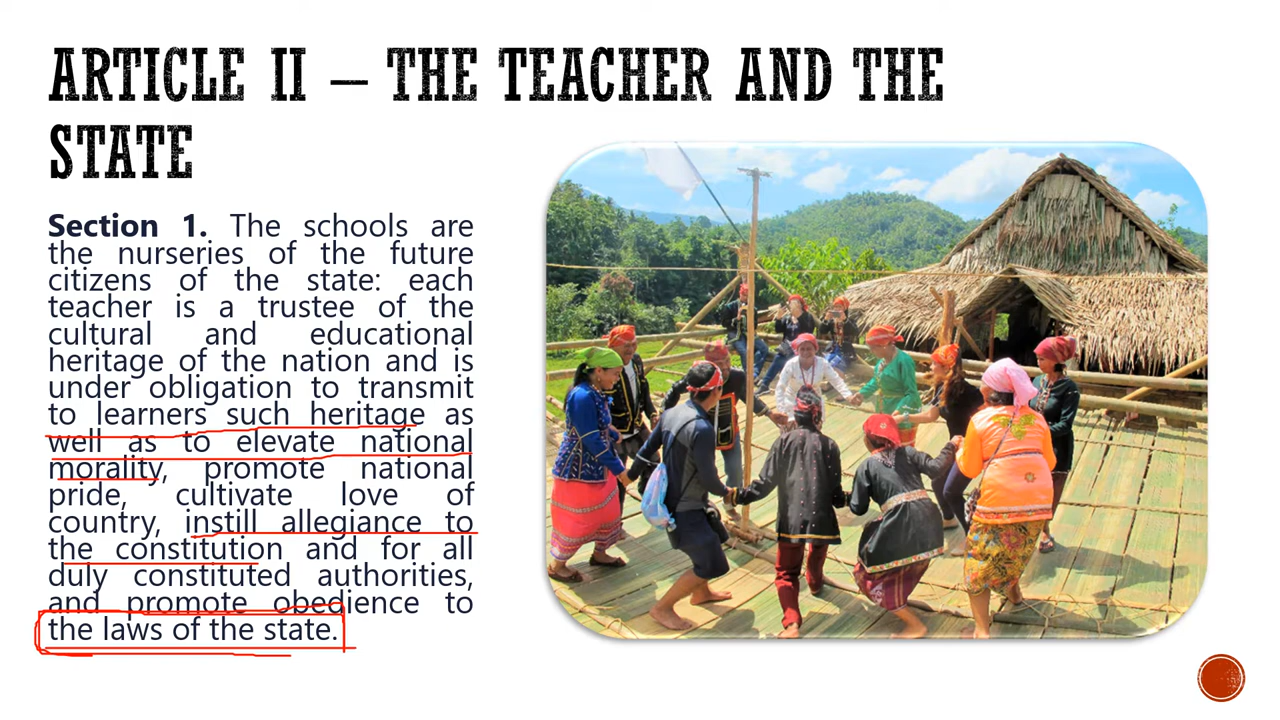 ARTICLE II – THE TEACHER AND THE
STATE
Section 1. The schools are
the nurseries of the future
citizens of the state: each
teacher is a trustee of the
cultural and educational
heritage of the nation and is
under obligation to transmit
to learners such heritage as
well as to elevate national
morality, promote national
pride, cultivate love of
country, instill allegiance to
the constitution and for all
duly constituted authorities,
and promote obedience to
the laws of the state.